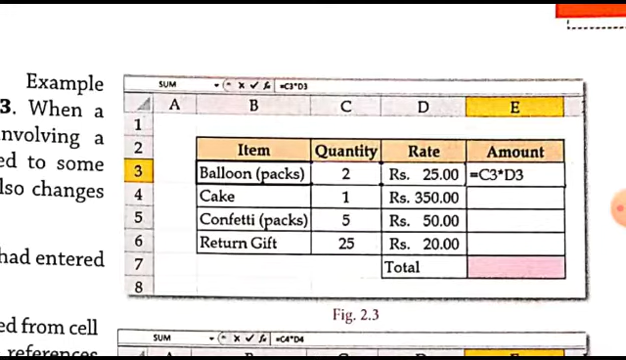 Example
3. When a
nvolving a
ed to some
lso changes
had entered
ed from cell
references
SUM =C3*D3
A B C D E
1
2 Item Quantity Rate Amount
3 Balloon (packs) 2 Rs. 25.00 =C3*D3
4 Cake 1 Rs. 350.00
5 Confetti (packs) 5 Rs. 50.00
6 Return Gift 25 Rs. 20.00
7 Total
8
Fig. 2.3
SUM =C4*D4